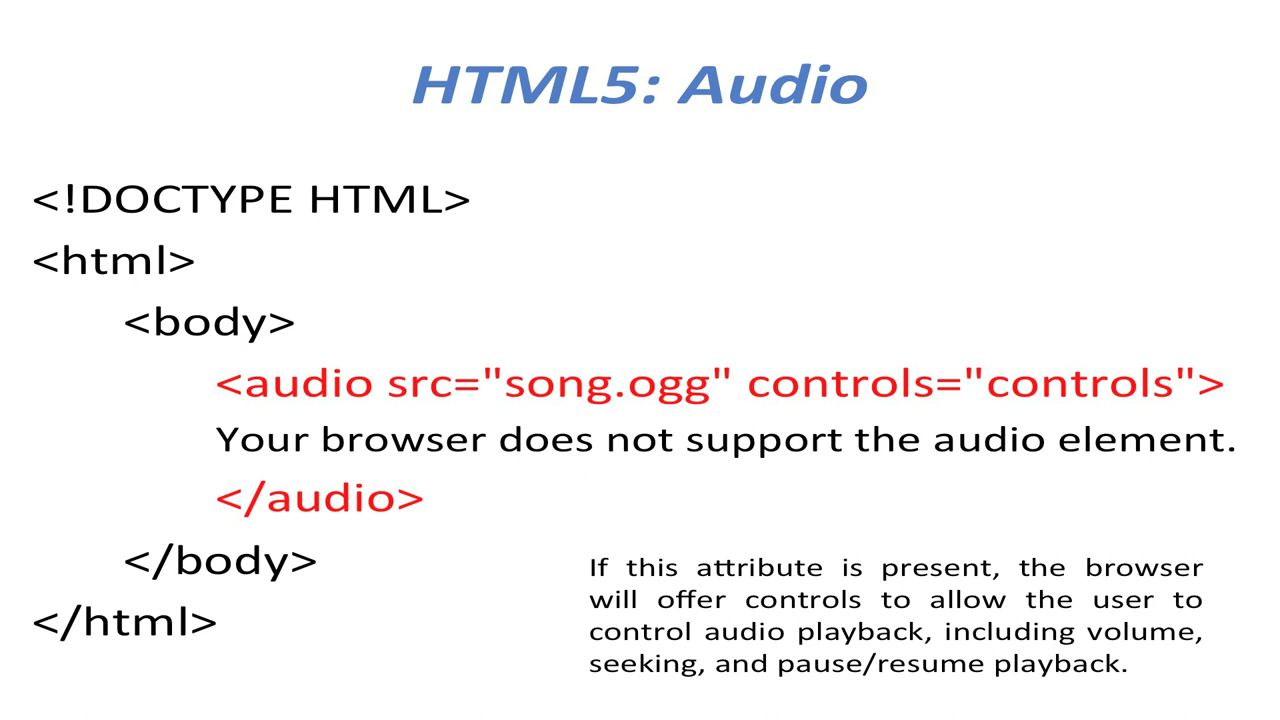 HTML5: Audio
<!DOCTYPE HTML>
<html>
<body>
<audio src="song.ogg" controls="controls">
Your browser does not support the audio element.
</audio>
</body>
</html>
If this attribute is present, the browser
will offer controls to allow the user to
control audio playback, including volume,
seeking, and pause/resume playback.